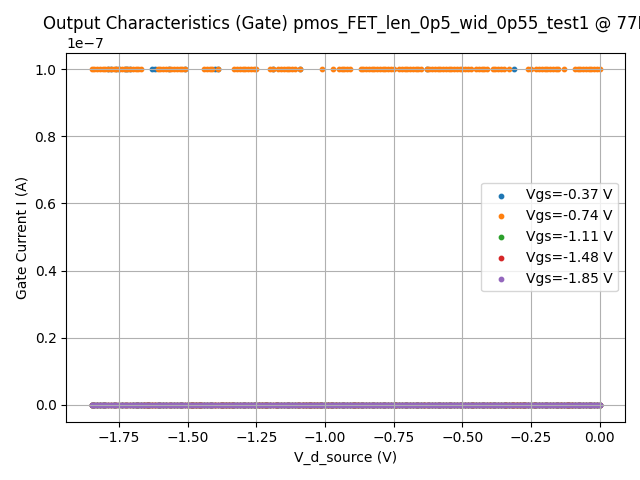 Output Characteristics (Gate) pmos_FET_len_0p5_wid_0p55_test1 @ 77
1e−7
1.0
0.8
0.6
0.4
0.2
0.0
Gate Current I (A)
Vgs=-0.37 V
Vgs=-0.74 V
Vgs=-1.11 V
Vgs=-1.48 V
Vgs=-1.85 V
−1.75 −1.50 −1.25 −1.00 −0.75 −0.50 −0.25 0.00
V_d_source (V)